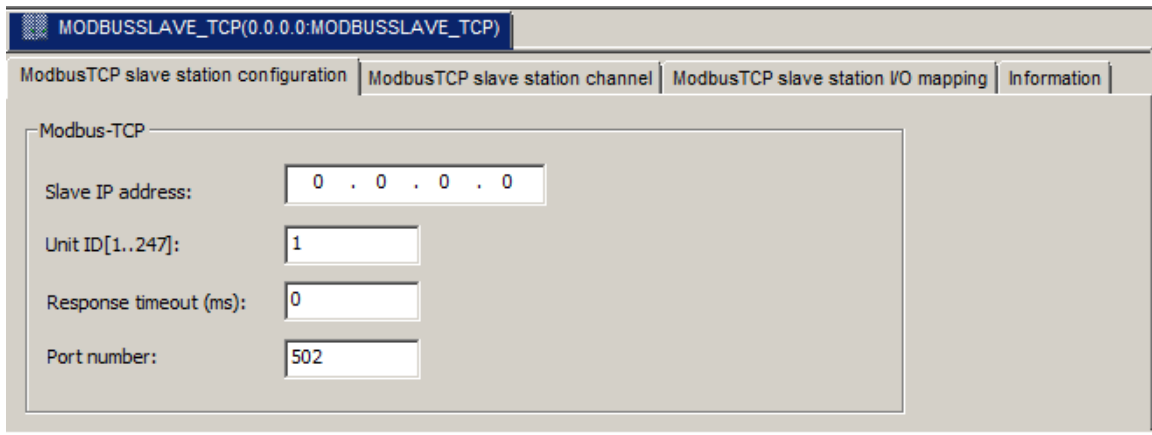 MODBUSSLAVE_TCP(0.0.0.0:MODBUSSLAVE_TCP)
ModbusTCP slave station configuration ModbusTCP slave station channel ModbusTCP slave station I/O mapping Information
Modbus-TCP
Slave IP address: 0 . 0 . 0 . 0
Unit ID[1..247]: 1
Response timeout (ms): 0
Port number: 502